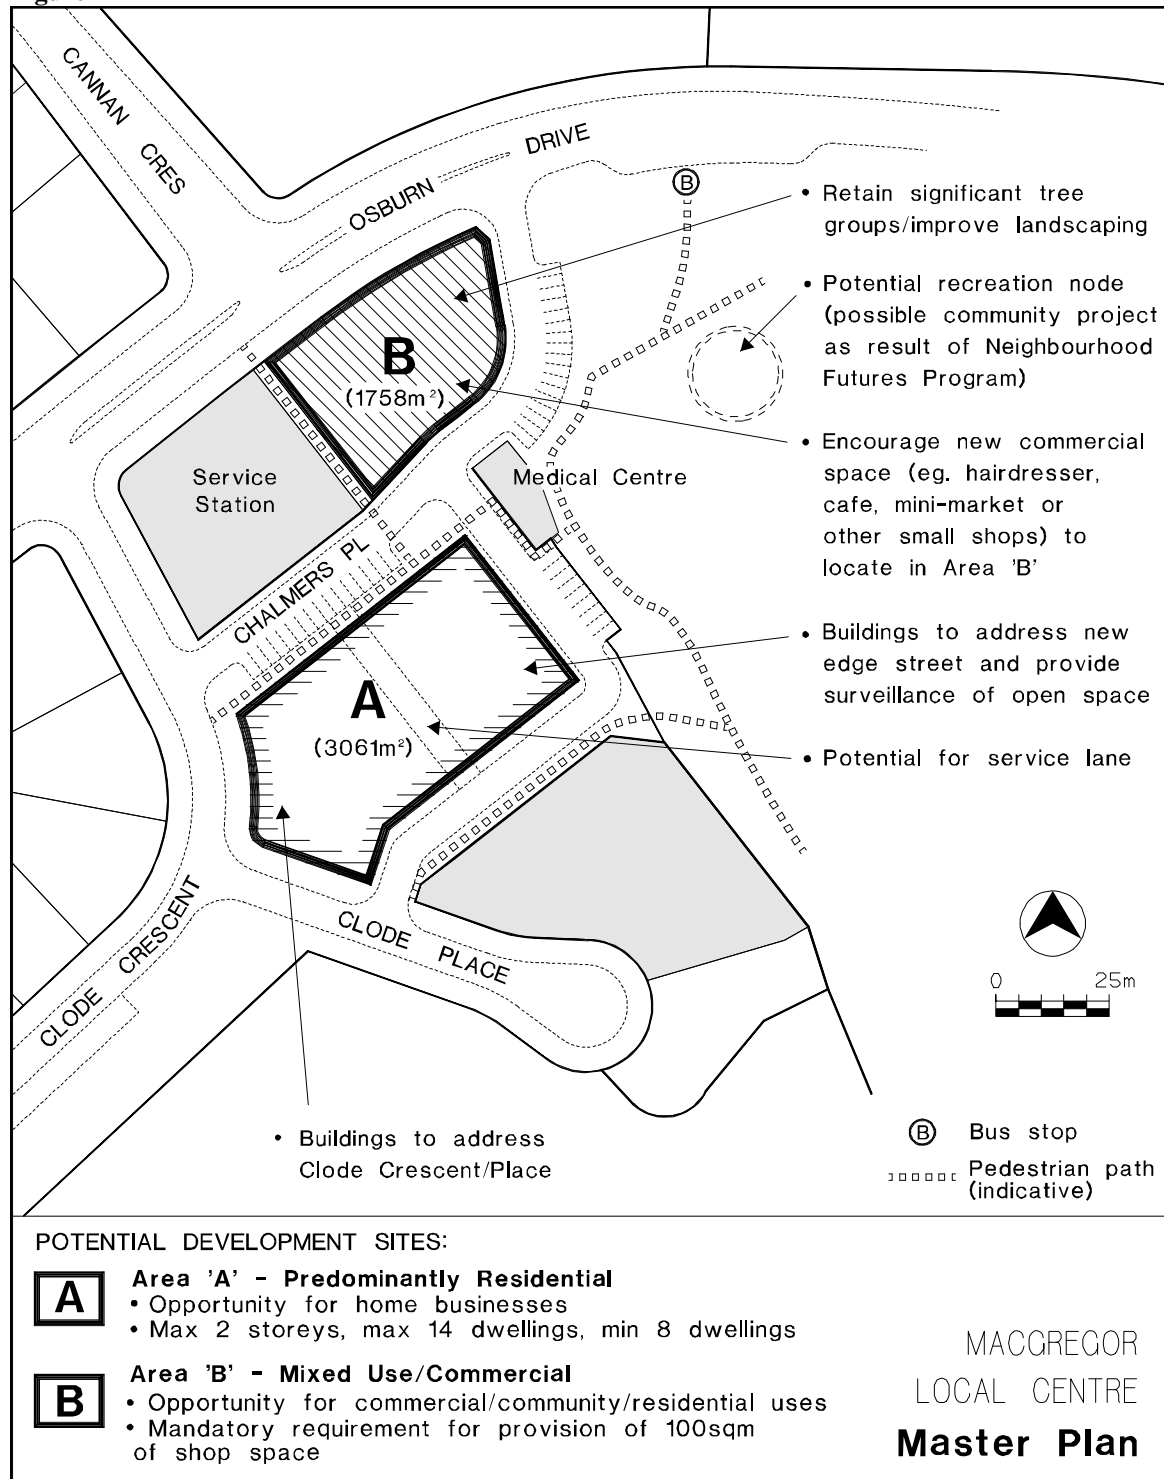 CANNAN CRES
OSBURN DRIVE
B
• Retain significant tree
groups/improve landscaping
• Potential recreation node
(possible community project
as result of Neighbourhood
Futures Program)
B
(1758m²)
• Encourage new commercial
space (eg. hairdresser,
cafe, mini-market or
other small shops) to
locate in Area 'B'
Service
Station
Medical Centre
CHALMERS PL
• Buildings to address new
edge street and provide
surveillance of open space
A
(3061m²)
• Potential for service lane
CLODE CRESCENT
CLODE PLACE
0 25m
• Buildings to address
Clode Crescent/Place
B Bus stop
Pedestrian path
(indicative)
POTENTIAL DEVELOPMENT SITES:
A
Area 'A' - Predominantly Residential
• Opportunity for home businesses
• Max 2 storeys, max 14 dwellings, min 8 dwellings
B
Area 'B' - Mixed Use/Commercial
• Opportunity for commercial/community/residential uses
• Mandatory requirement for provision of 100sqm
of shop space
MACGREGOR
LOCAL CENTRE
Master Plan